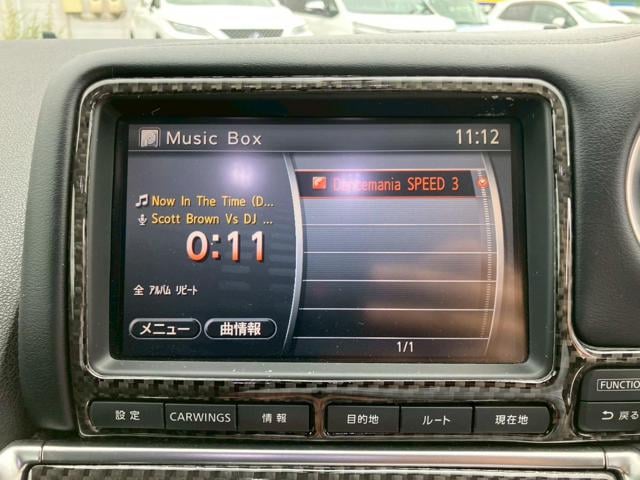 Music Box
11:12
Dancemania SPEED 3
Now In The Time (D...
Scott Brown Vs DJ ...
0:11
全 アルバム リピート
メニュー
曲情報
1/1
設定
CARWINGS
情報
目的地
ルート
現在地
FUNCTION
戻る